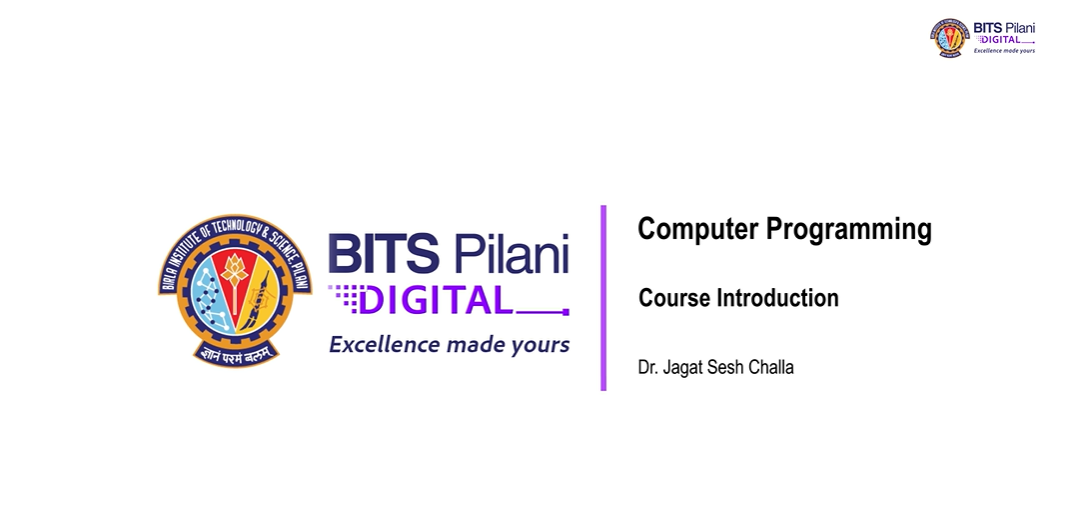 BITS Pilani
DIGITAL
Excellence made yours
BIRLA INSTITUTE OF TECHNOLOGY & SCIENCE, PILANI
ज्ञानं परमं बलम्
BITS Pilani
DIGITAL
Excellence made yours
Computer Programming
Course Introduction
Dr. Jagat Sesh Challa